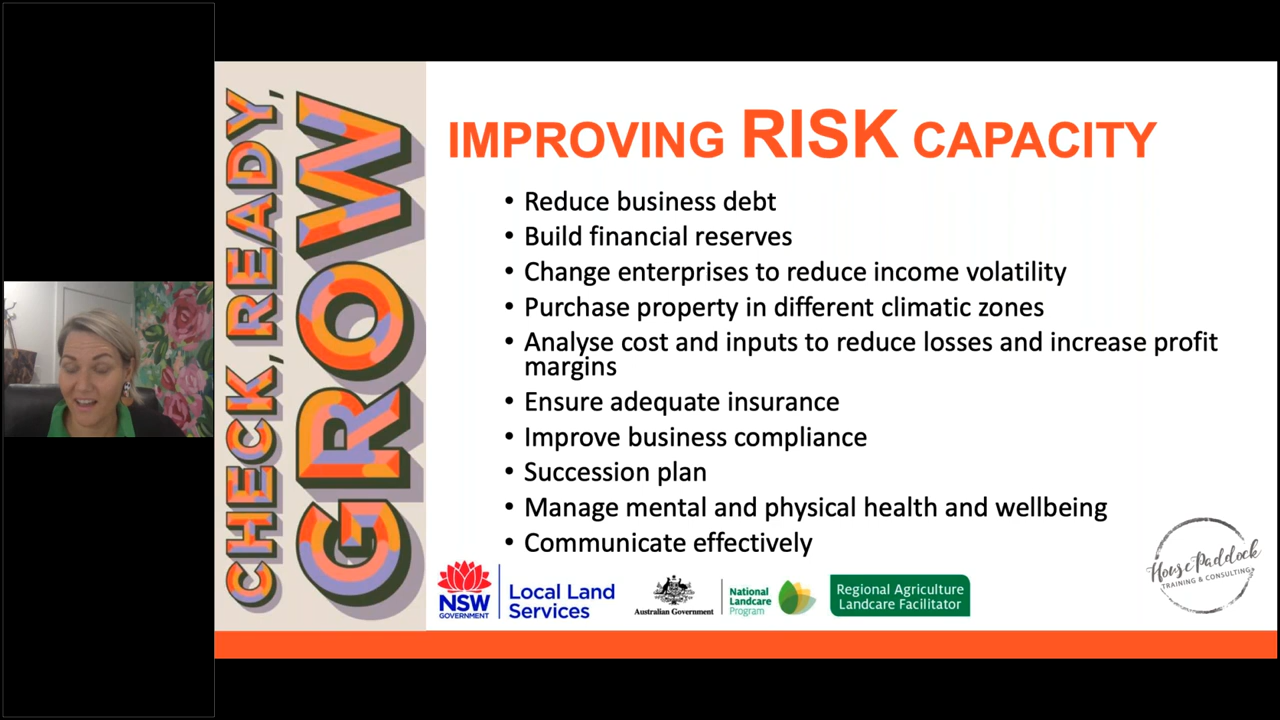 CHECK, READY,
GROW
IMPROVING RISK CAPACITY
• Reduce business debt
• Build financial reserves
• Change enterprises to reduce income volatility
• Purchase property in different climatic zones
• Analyse cost and inputs to reduce losses and increase profit
margins
• Ensure adequate insurance
• Improve business compliance
• Succession plan
• Manage mental and physical health and wellbeing
• Communicate effectively
NSW
GOVERNMENT
Local Land
Services
Australian Government
National
Landcare
Program
Regional Agriculture
Landcare Facilitator
House Paddock
TRAINING & CONSULTING